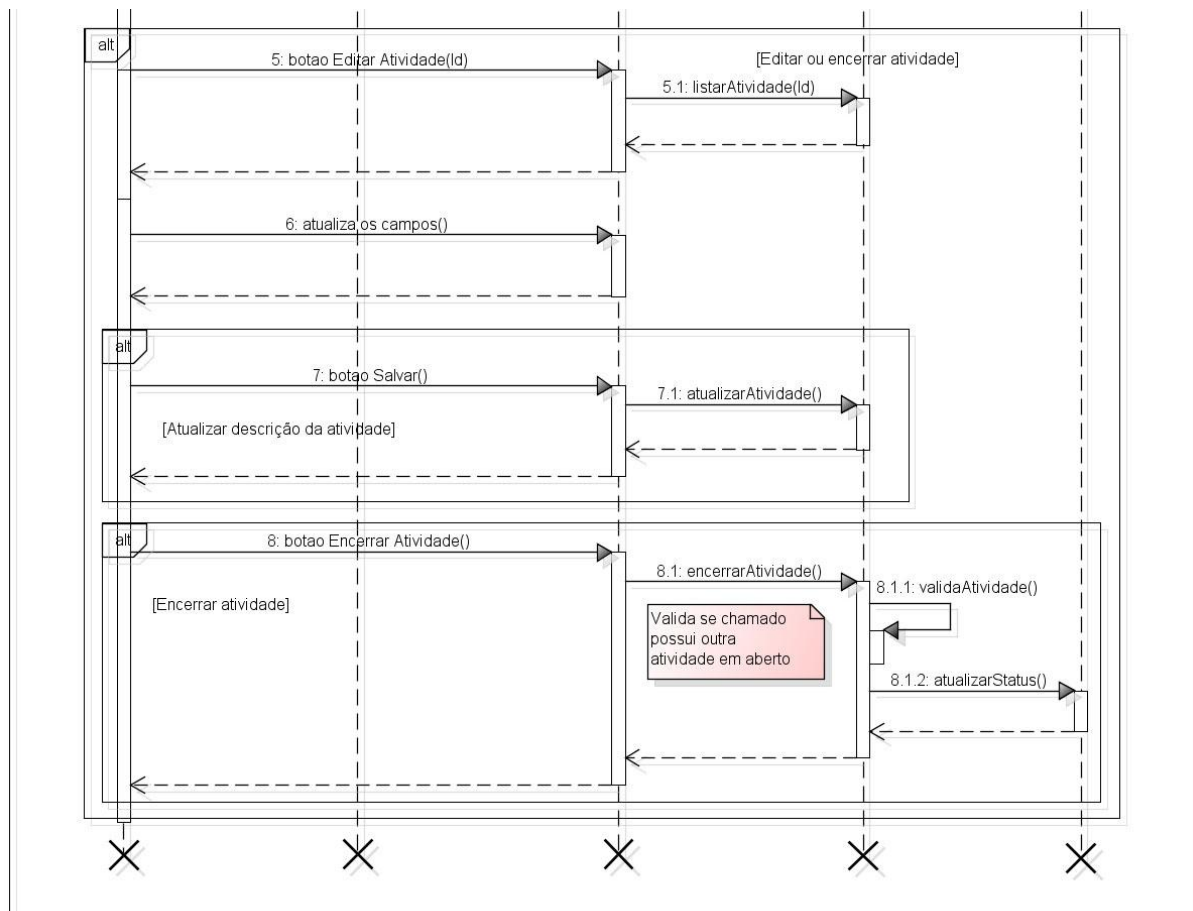 alt
5: botao Editar Atividade(Id)
[Editar ou encerrar atividade]
5.1: listarAtividade(Id)
6: atualiza os campos()
alt
7: botao Salvar()
7.1: atualizarAtividade()
[Atualizar descrição da atividade]
alt
8: botao Encerrar Atividade()
8.1: encerrarAtividade()
8.1.1: validaAtividade()
[Encerrar atividade]
Valida se chamado
possui outra
atividade em aberto
8.1.2: atualizarStatus()